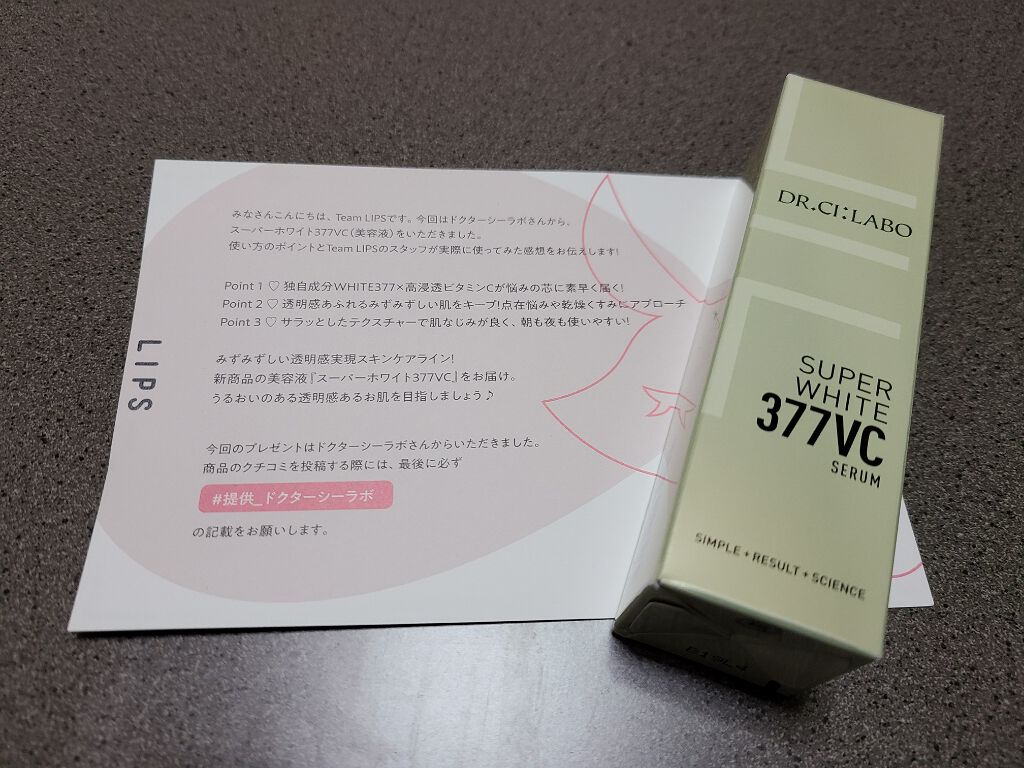 みなさんこんにちは、Team LIPSです。今回はドクターシーラボさんから、
スーパーホワイト377VC(美容液)をいただきました。
使い方のポイントとTeam LIPSのスタッフが実際に使ってみた感想をお伝えします!
Point 1 ♡ 独自成分WHITE377×高浸透ビタミンCが悩みの芯に素早く届く!
Point 2 ♡ 透明感あふれるみずみずしい肌をキープ!点在悩みや乾燥くすみにアプローチ
Point 3 ♡ サラッとしたテクスチャーで肌なじみが良く、朝も夜も使いやすい!
みずみずしい透明感実現スキンケアライン!
新商品の美容液『スーパーホワイト377VC』をお届け。
うるおいのある透明感あるお肌を目指しましょう♪
今回のプレゼントはドクターシーラボさんからいただきました。
商品のクチコミを投稿する際には、最後に必ず
#提供_ドクターシーラボ
の記載をお願いします。
LIPS
DR.CI:LABO
SUPER
WHITE
377VC
SERUM
SIMPLE+RESULT+SCIENCE